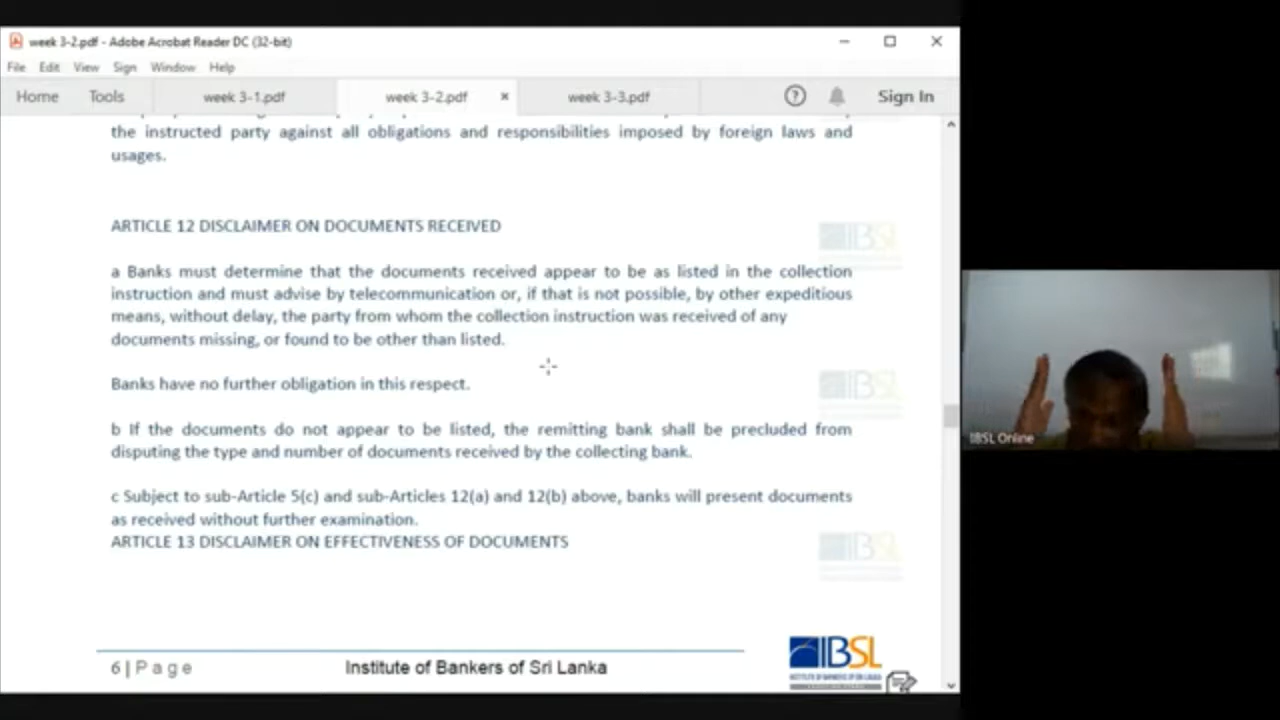 week 3-2.pdf - Adobe Acrobat Reader DC (32-bit)
File Edit View Sign Window Help
Home Tools week 3-1.pdf week 3-2.pdf × week 3-3.pdf Sign In
the instructed party against all obligations and responsibilities imposed by foreign laws and
usages.
ARTICLE 12 DISCLAIMER ON DOCUMENTS RECEIVED
IBSL
a Banks must determine that the documents received appear to be as listed in the collection
instruction and must advise by telecommunication or, if that is not possible, by other expeditious
means, without delay, the party from whom the collection instruction was received of any
documents missing, or found to be other than listed.
Banks have no further obligation in this respect.
IBSL
b If the documents do not appear to be listed, the remitting bank shall be precluded from
disputing the type and number of documents received by the collecting bank.
IBSL Online
c Subject to sub-Article 5(c) and sub-Articles 12(a) and 12(b) above, banks will present documents
as received without further examination.
ARTICLE 13 DISCLAIMER ON EFFECTIVENESS OF DOCUMENTS
IBSL
6 | Page Institute of Bankers of Sri Lanka
IBSL
INSTITUTE OF BANKERS OF SRI LANKA